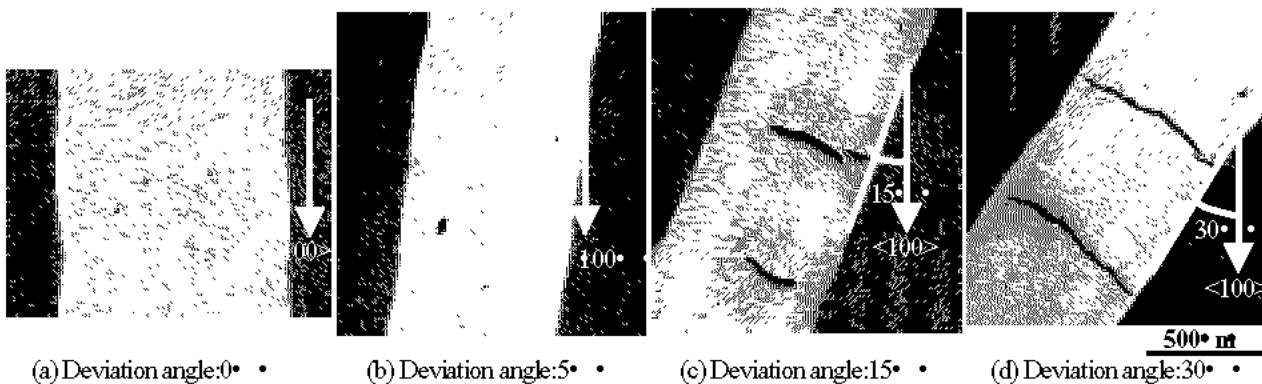 00>
•100• •
15• •
<100>
30• •
<100>
500• m
(a) Deviation angle:0• •
(b) Deviation angle:5• •
(c) Deviation angle:15• •
(d) Deviation angle:30• •